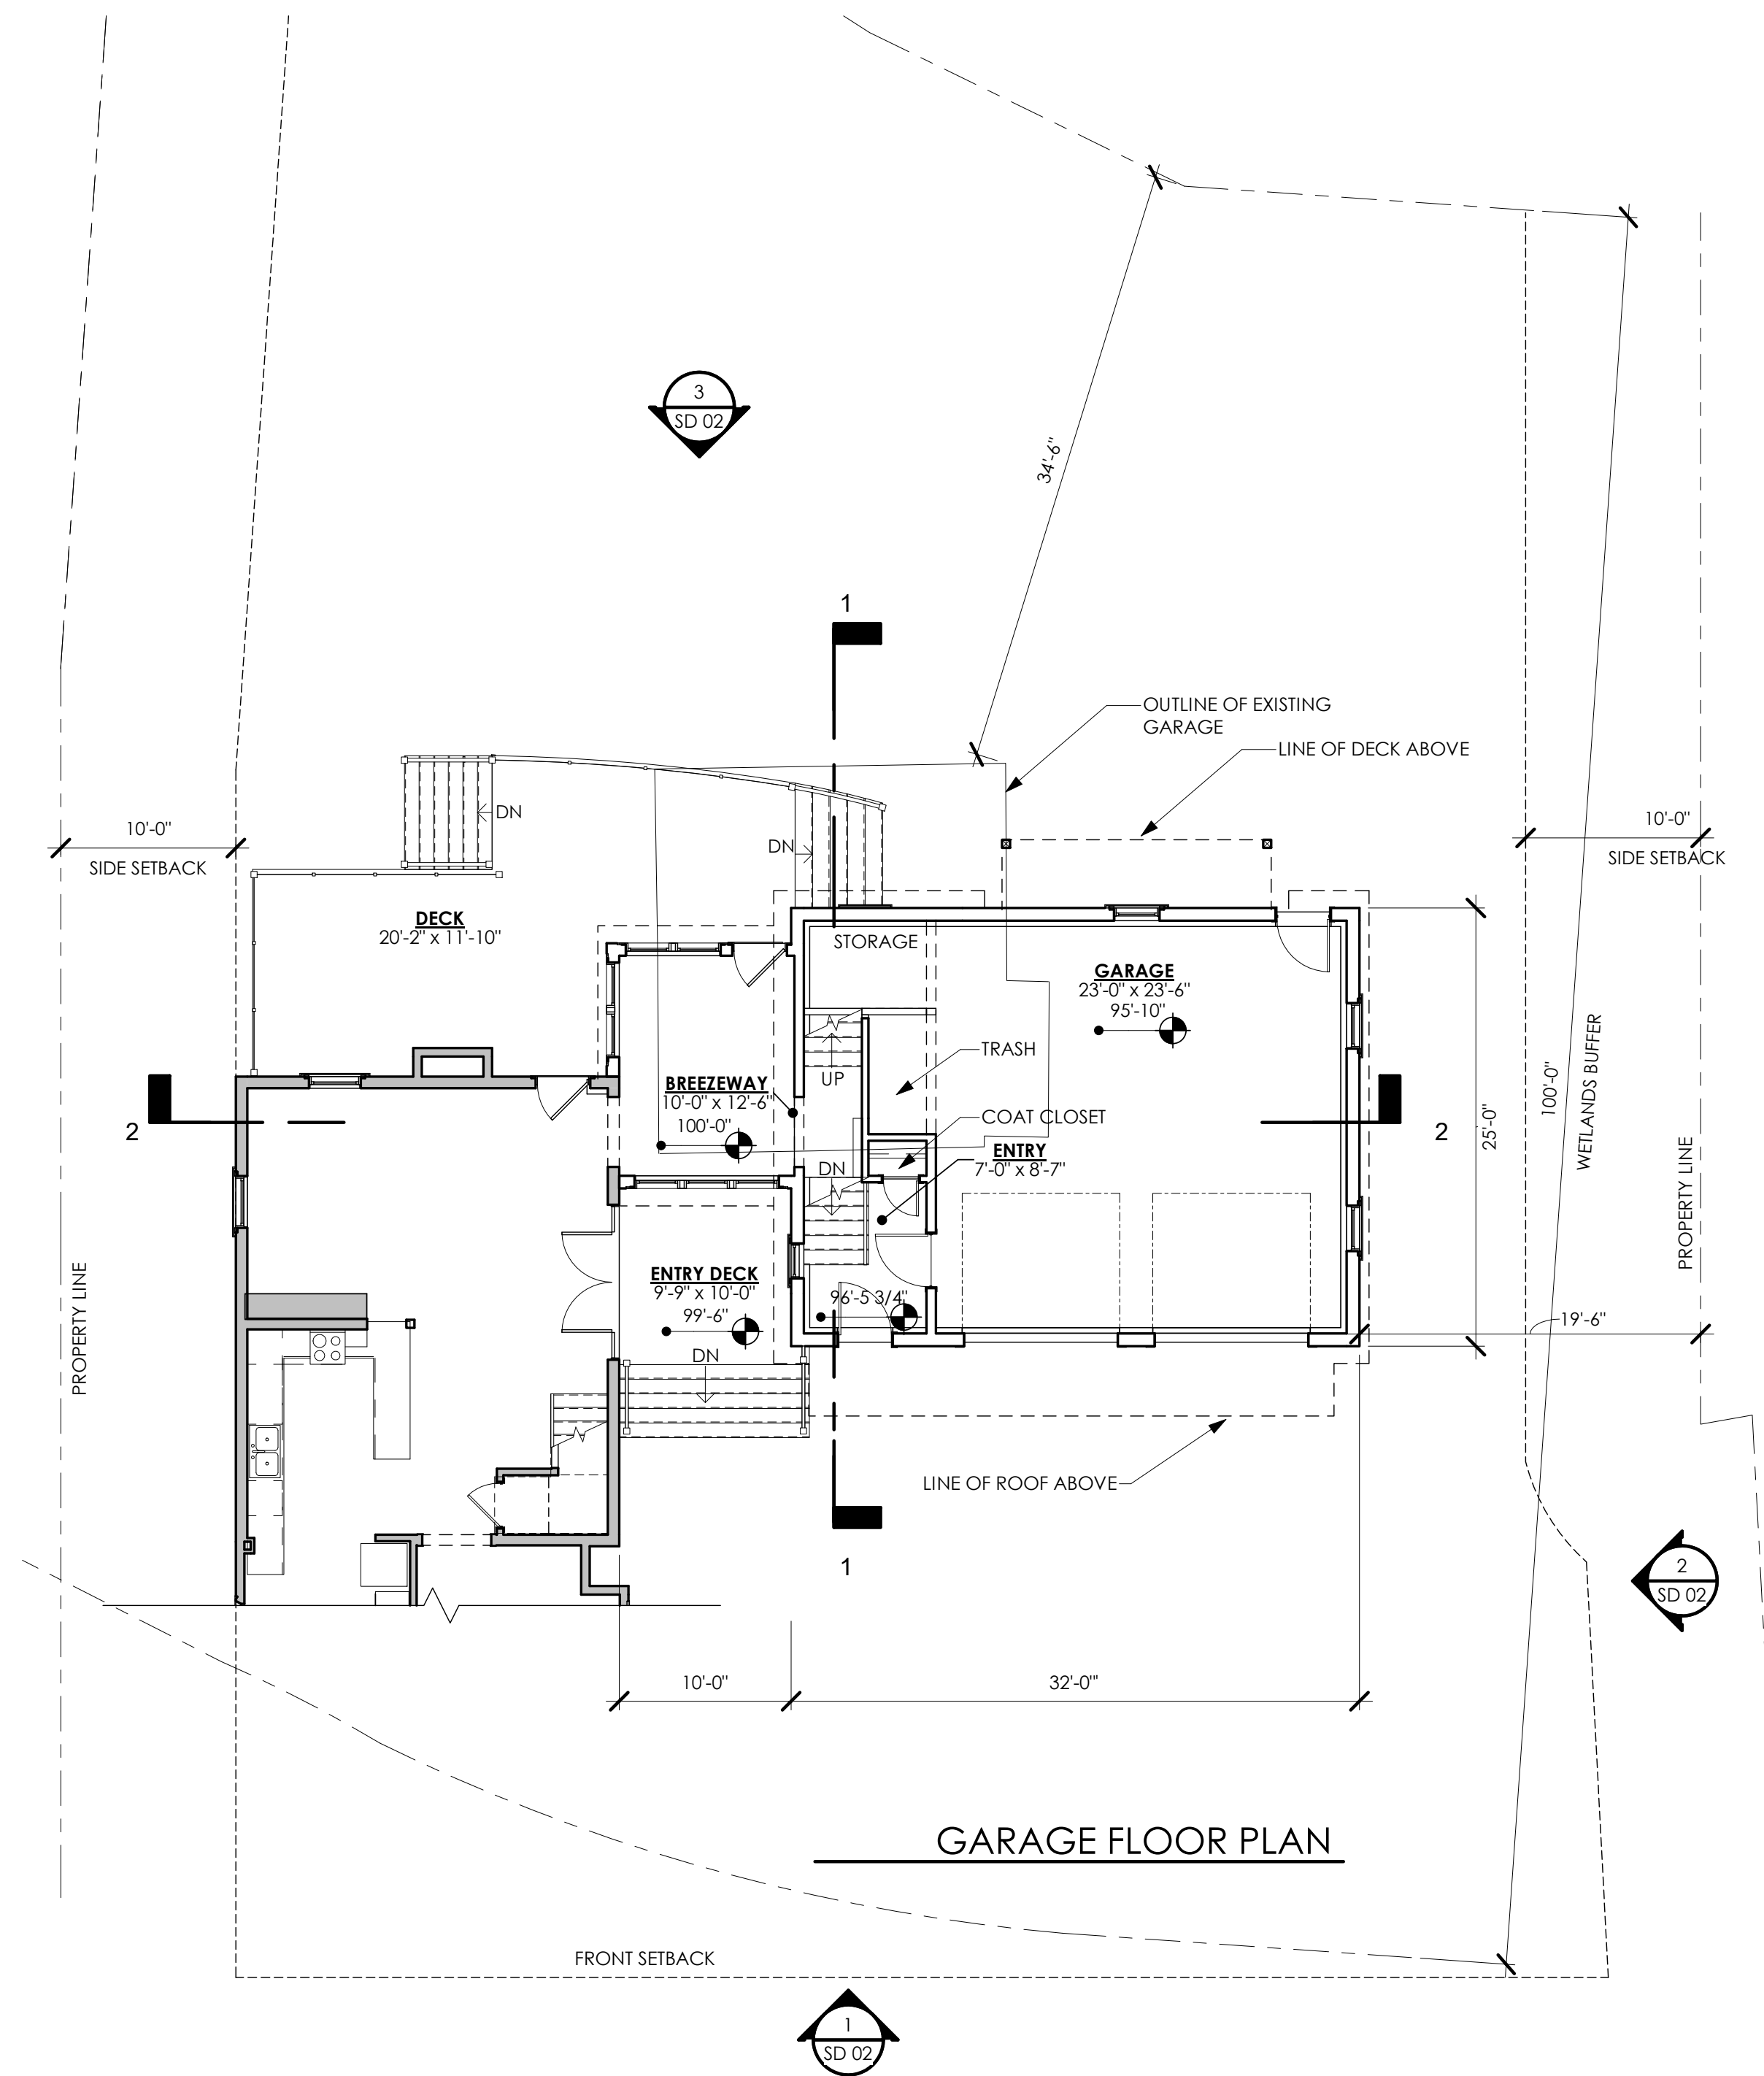 3
SD 02
34'-6"
1
OUTLINE OF EXISTING
GARAGE
LINE OF DECK ABOVE
DN
10'-0"
SIDE SETBACK
DN
10'-0"
SIDE SETBACK
DECK
20'-2" x 11'-10"
STORAGE
GARAGE
23'-0" x 23'-6"
95'-10"
TRASH
UP
BREEZEWAY
10'-0" x 12'-6"
100'-0"
COAT CLOSET
ENTRY
7'-0" x 8'-7"
DN
2
2
25'-0"
100'-0"
WETLANDS BUFFER
PROPERTY LINE
PROPERTY LINE
ENTRY DECK
9'-9" x 10'-0"
99'-6"
96'-5 3/4"
19'-6"
DN
LINE OF ROOF ABOVE
1
2
SD 02
10'-0"
32'-0"'
GARAGE FLOOR PLAN
FRONT SETBACK
1
SD 02